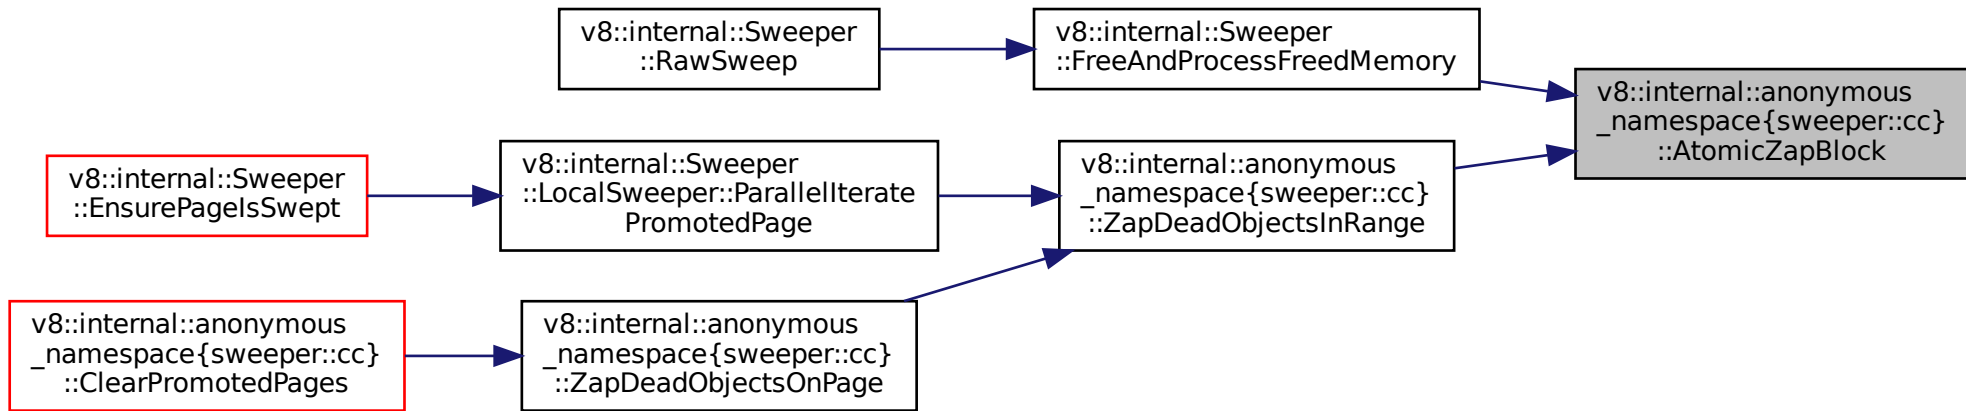 v8::internal::Sweeper
::RawSweep
v8::internal::Sweeper
::FreeAndProcessFreedMemory
v8::internal::anonymous
_namespace{sweeper::cc}
::AtomicZapBlock
v8::internal::Sweeper
::EnsurePageIsSwept
v8::internal::Sweeper
::LocalSweeper::ParallelIterate
PromotedPage
v8::internal::anonymous
_namespace{sweeper::cc}
::ZapDeadObjectsInRange
v8::internal::anonymous
_namespace{sweeper::cc}
::ClearPromotedPages
v8::internal::anonymous
_namespace{sweeper::cc}
::ZapDeadObjectsOnPage